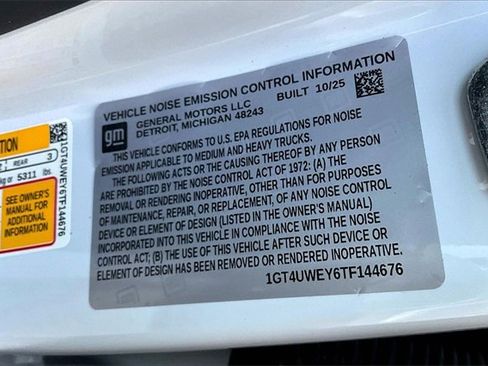 VEHICLE NOISE EMISSION CONTROL INFORMATION
gm
GENERAL MOTORS LLC BUILT 10/25
DETROIT, MICHIGAN 48243
THIS VEHICLE CONFORMS TO U.S. EPA REGULATIONS FOR NOISE
EMISSION APPLICABLE TO MEDIUM AND HEAVY TRUCKS.
THE FOLLOWING ACTS OR THE CAUSING THEREOF BY ANY PERSON
ARE PROHIBITED BY THE NOISE CONTROL ACT OF 1972: (A) THE
REMOVAL OR RENDERING INOPERATIVE, OTHER THAN FOR PURPOSES
OF MAINTENANCE, REPAIR, OR REPLACEMENT, OF ANY NOISE CONTROL
DEVICE OR ELEMENT OF DESIGN (LISTED IN THE OWNER'S MANUAL)
INCORPORATED INTO THIS VEHICLE IN COMPLIANCE WITH THE NOISE
CONTROL ACT; (B) THE USE OF THIS VEHICLE AFTER SUCH DEVICE OR
ELEMENT OF DESIGN HAS BEEN REMOVED OR RENDERED INOPERATIVE.
1GT4UWEY6TF144676
TION
REAR 3
kg or 5311 lbs.
SEE OWNER'S
MANUAL FOR
ADDITIONAL
INFORMATION
1GT4UWEY6TF144676